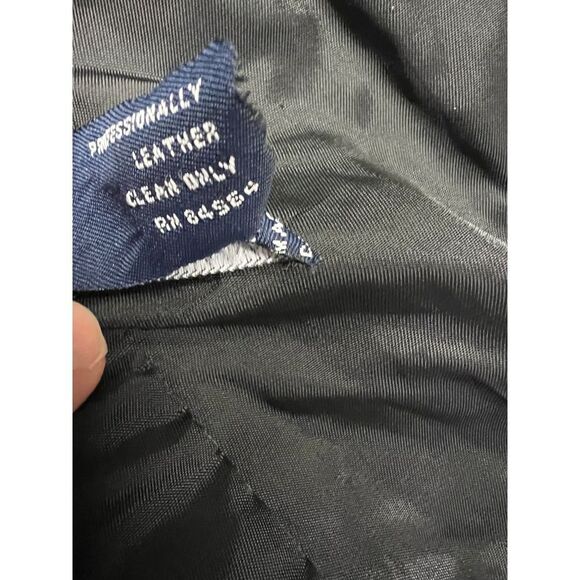 PROFESSIONALLY
LEATHER
CLEAN ONLY
RN 84564